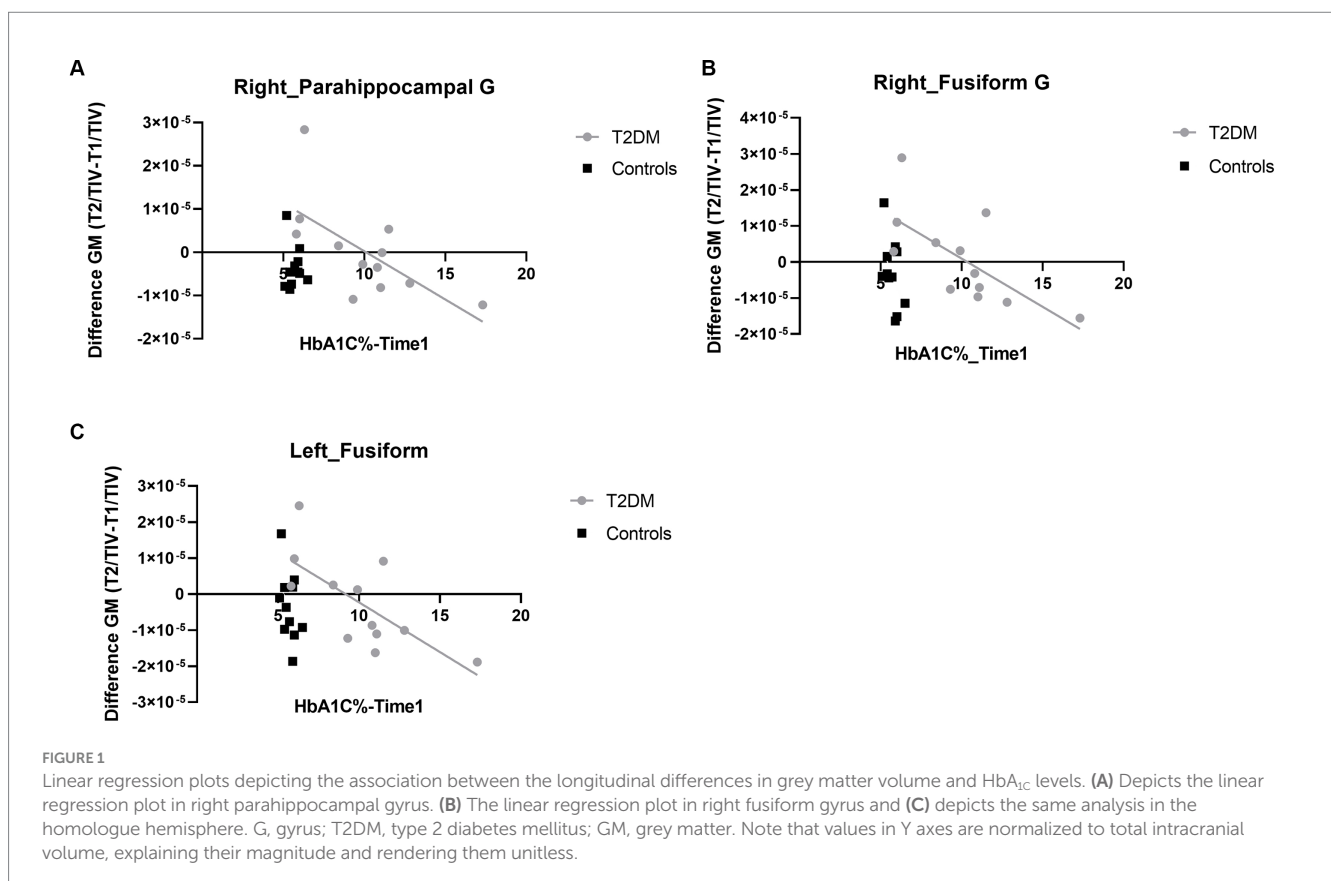 A
Right_Parahippocampal G
Difference GM (T2/TIV-T1/TIV)
3×10⁻⁵
2×10⁻⁵
1×10⁻⁵
0
-1×10⁻⁵
-2×10⁻⁵
5
10
15
20
HbA1C%-Time1
T2DM
Controls
B
Right_Fusiform G
Difference GM (T2/TIV-T1/TIV)
4×10⁻⁵
3×10⁻⁵
2×10⁻⁵
1×10⁻⁵
0
-1×10⁻⁵
-2×10⁻⁵
5
10
15
20
HbA1C%_Time1
T2DM
Controls
C
Left_Fusiform
Difference GM (T2/TIV-T1/TIV)
3×10⁻⁵
2×10⁻⁵
1×10⁻⁵
0
-1×10⁻⁵
-2×10⁻⁵
-3×10⁻⁵
5
10
15
20
HbA1C%-Time1
T2DM
Controls
FIGURE 1
Linear regression plots depicting the association between the longitudinal differences in grey matter volume and HbA1C levels. (A) Depicts the linear
regression plot in right parahippocampal gyrus. (B) The linear regression plot in right fusiform gyrus and (C) depicts the same analysis in the
homologue hemisphere. G, gyrus; T2DM, type 2 diabetes mellitus; GM, grey matter. Note that values in Y axes are normalized to total intracranial
volume, explaining their magnitude and rendering them unitless.